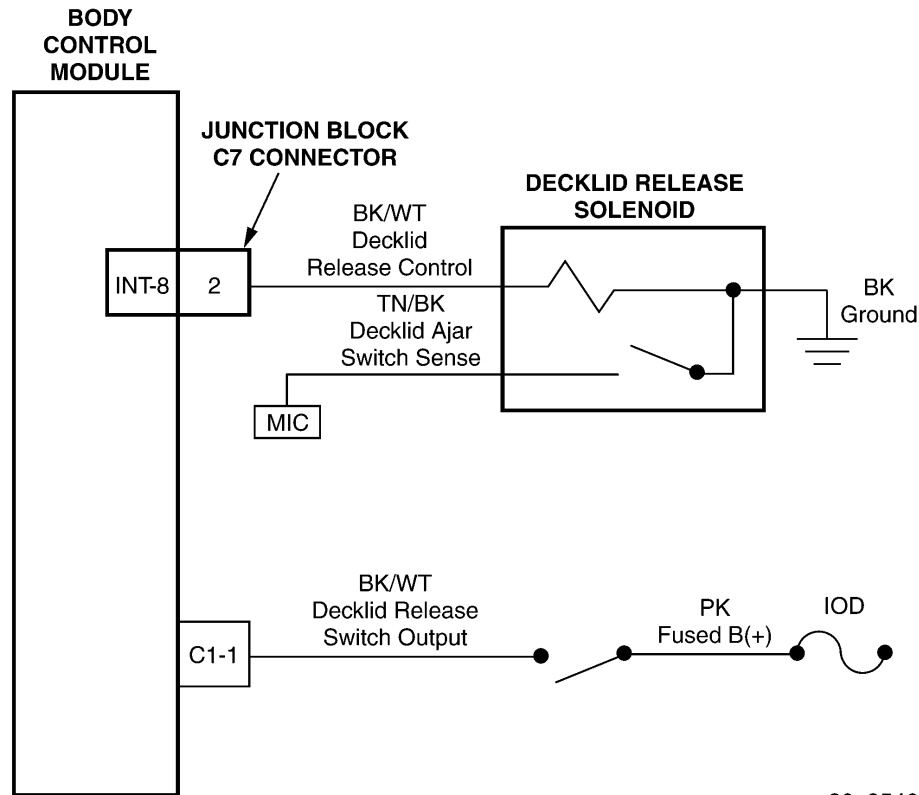 BODY
CONTROL
MODULE
JUNCTION BLOCK
C7 CONNECTOR
DECKLID RELEASE
SOLENOID
BK/WT
Decklid
Release Control
INT-8
2
TN/BK
Decklid Ajar
Switch Sense
BK
Ground
MIC
BK/WT
Decklid Release
Switch Output
PK
Fused B(+)
IOD
C1-1